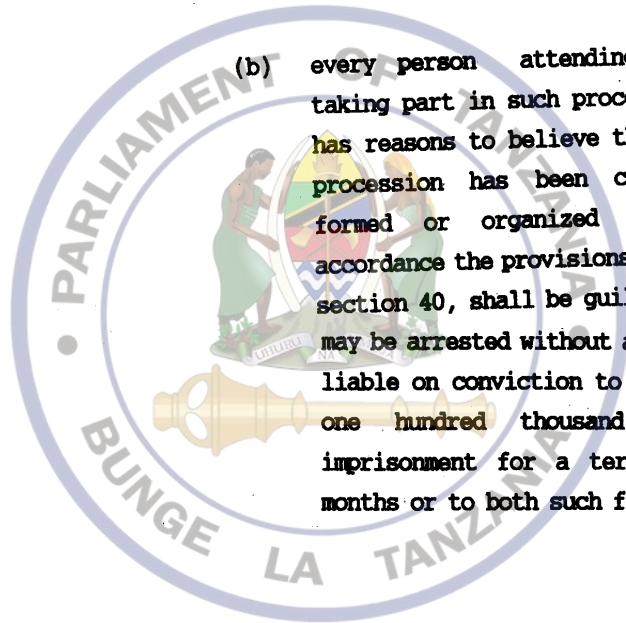 PARLIAMENT OF TANZANIA
(b) every person attending
taking part in such proc
has reasons to believe t
procession has been c
formed or organized
accordance the provisions
section 40, shall be gui
may be arrested without a
liable on conviction to
one hundred thousand
imprisonment for a ter
months or to both such f
UHURU NA
BUNGE LA TANZANIA